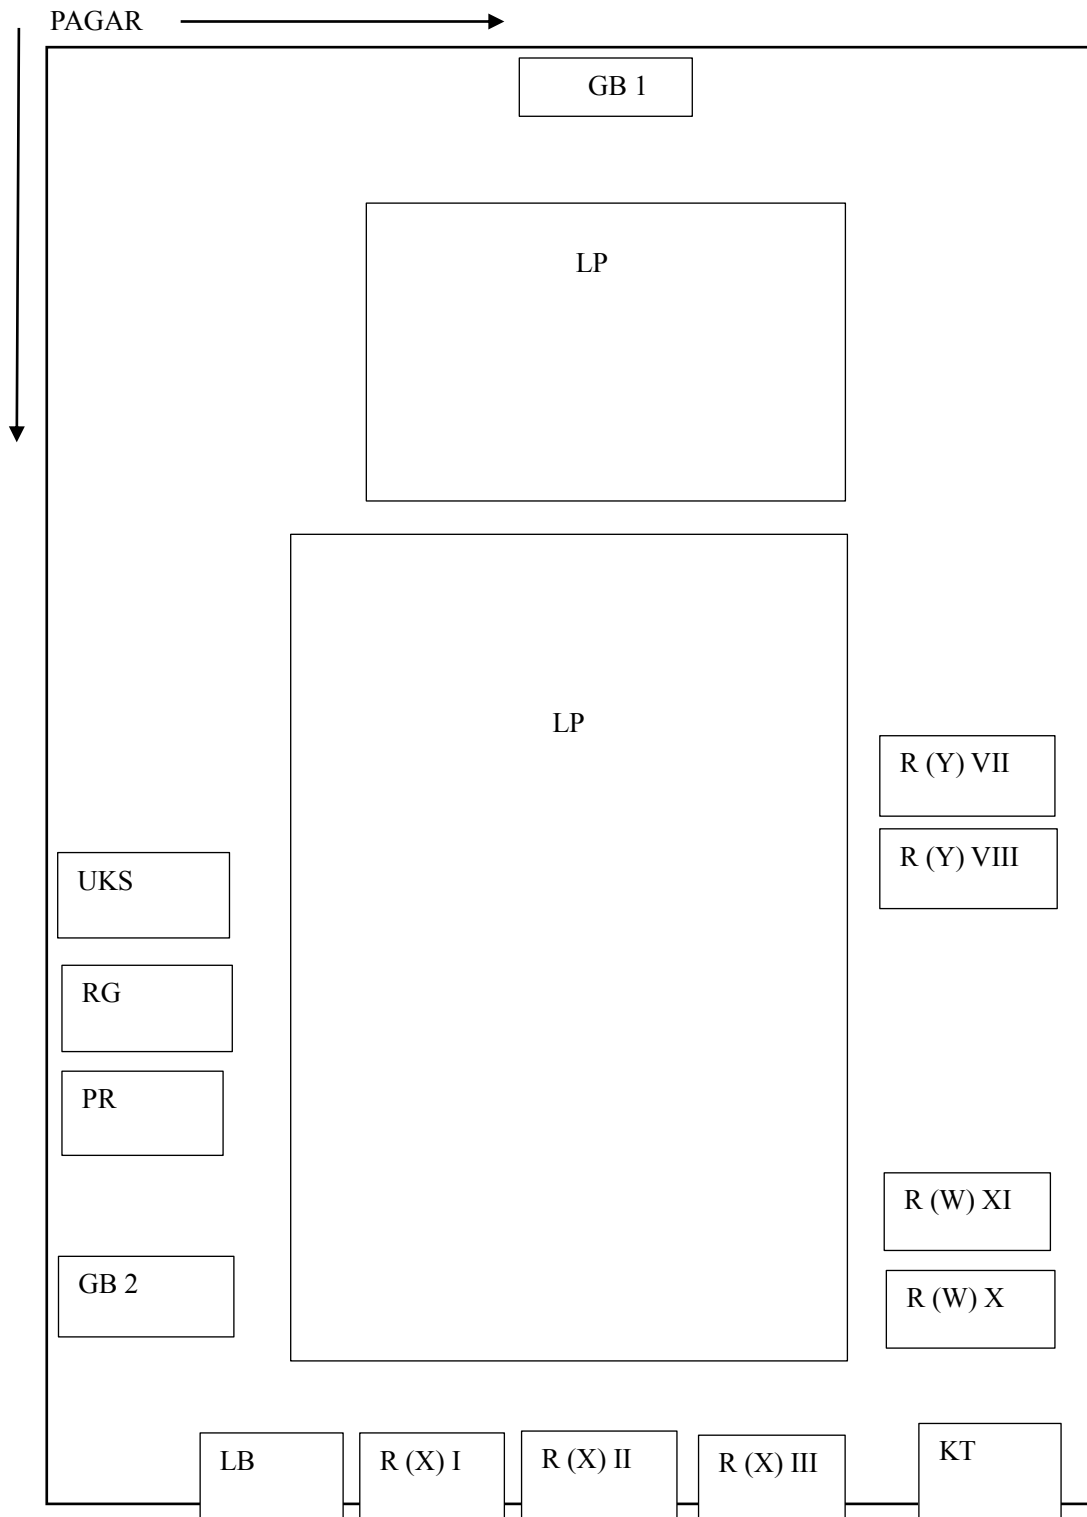 PAGAR
GB 1
LP
LP
R (Y) VII
R (Y) VIII
UKS
RG
PR
R (W) XI
GB 2
R (W) X
LB
R (X) I
R (X) II
R (X) III
KT